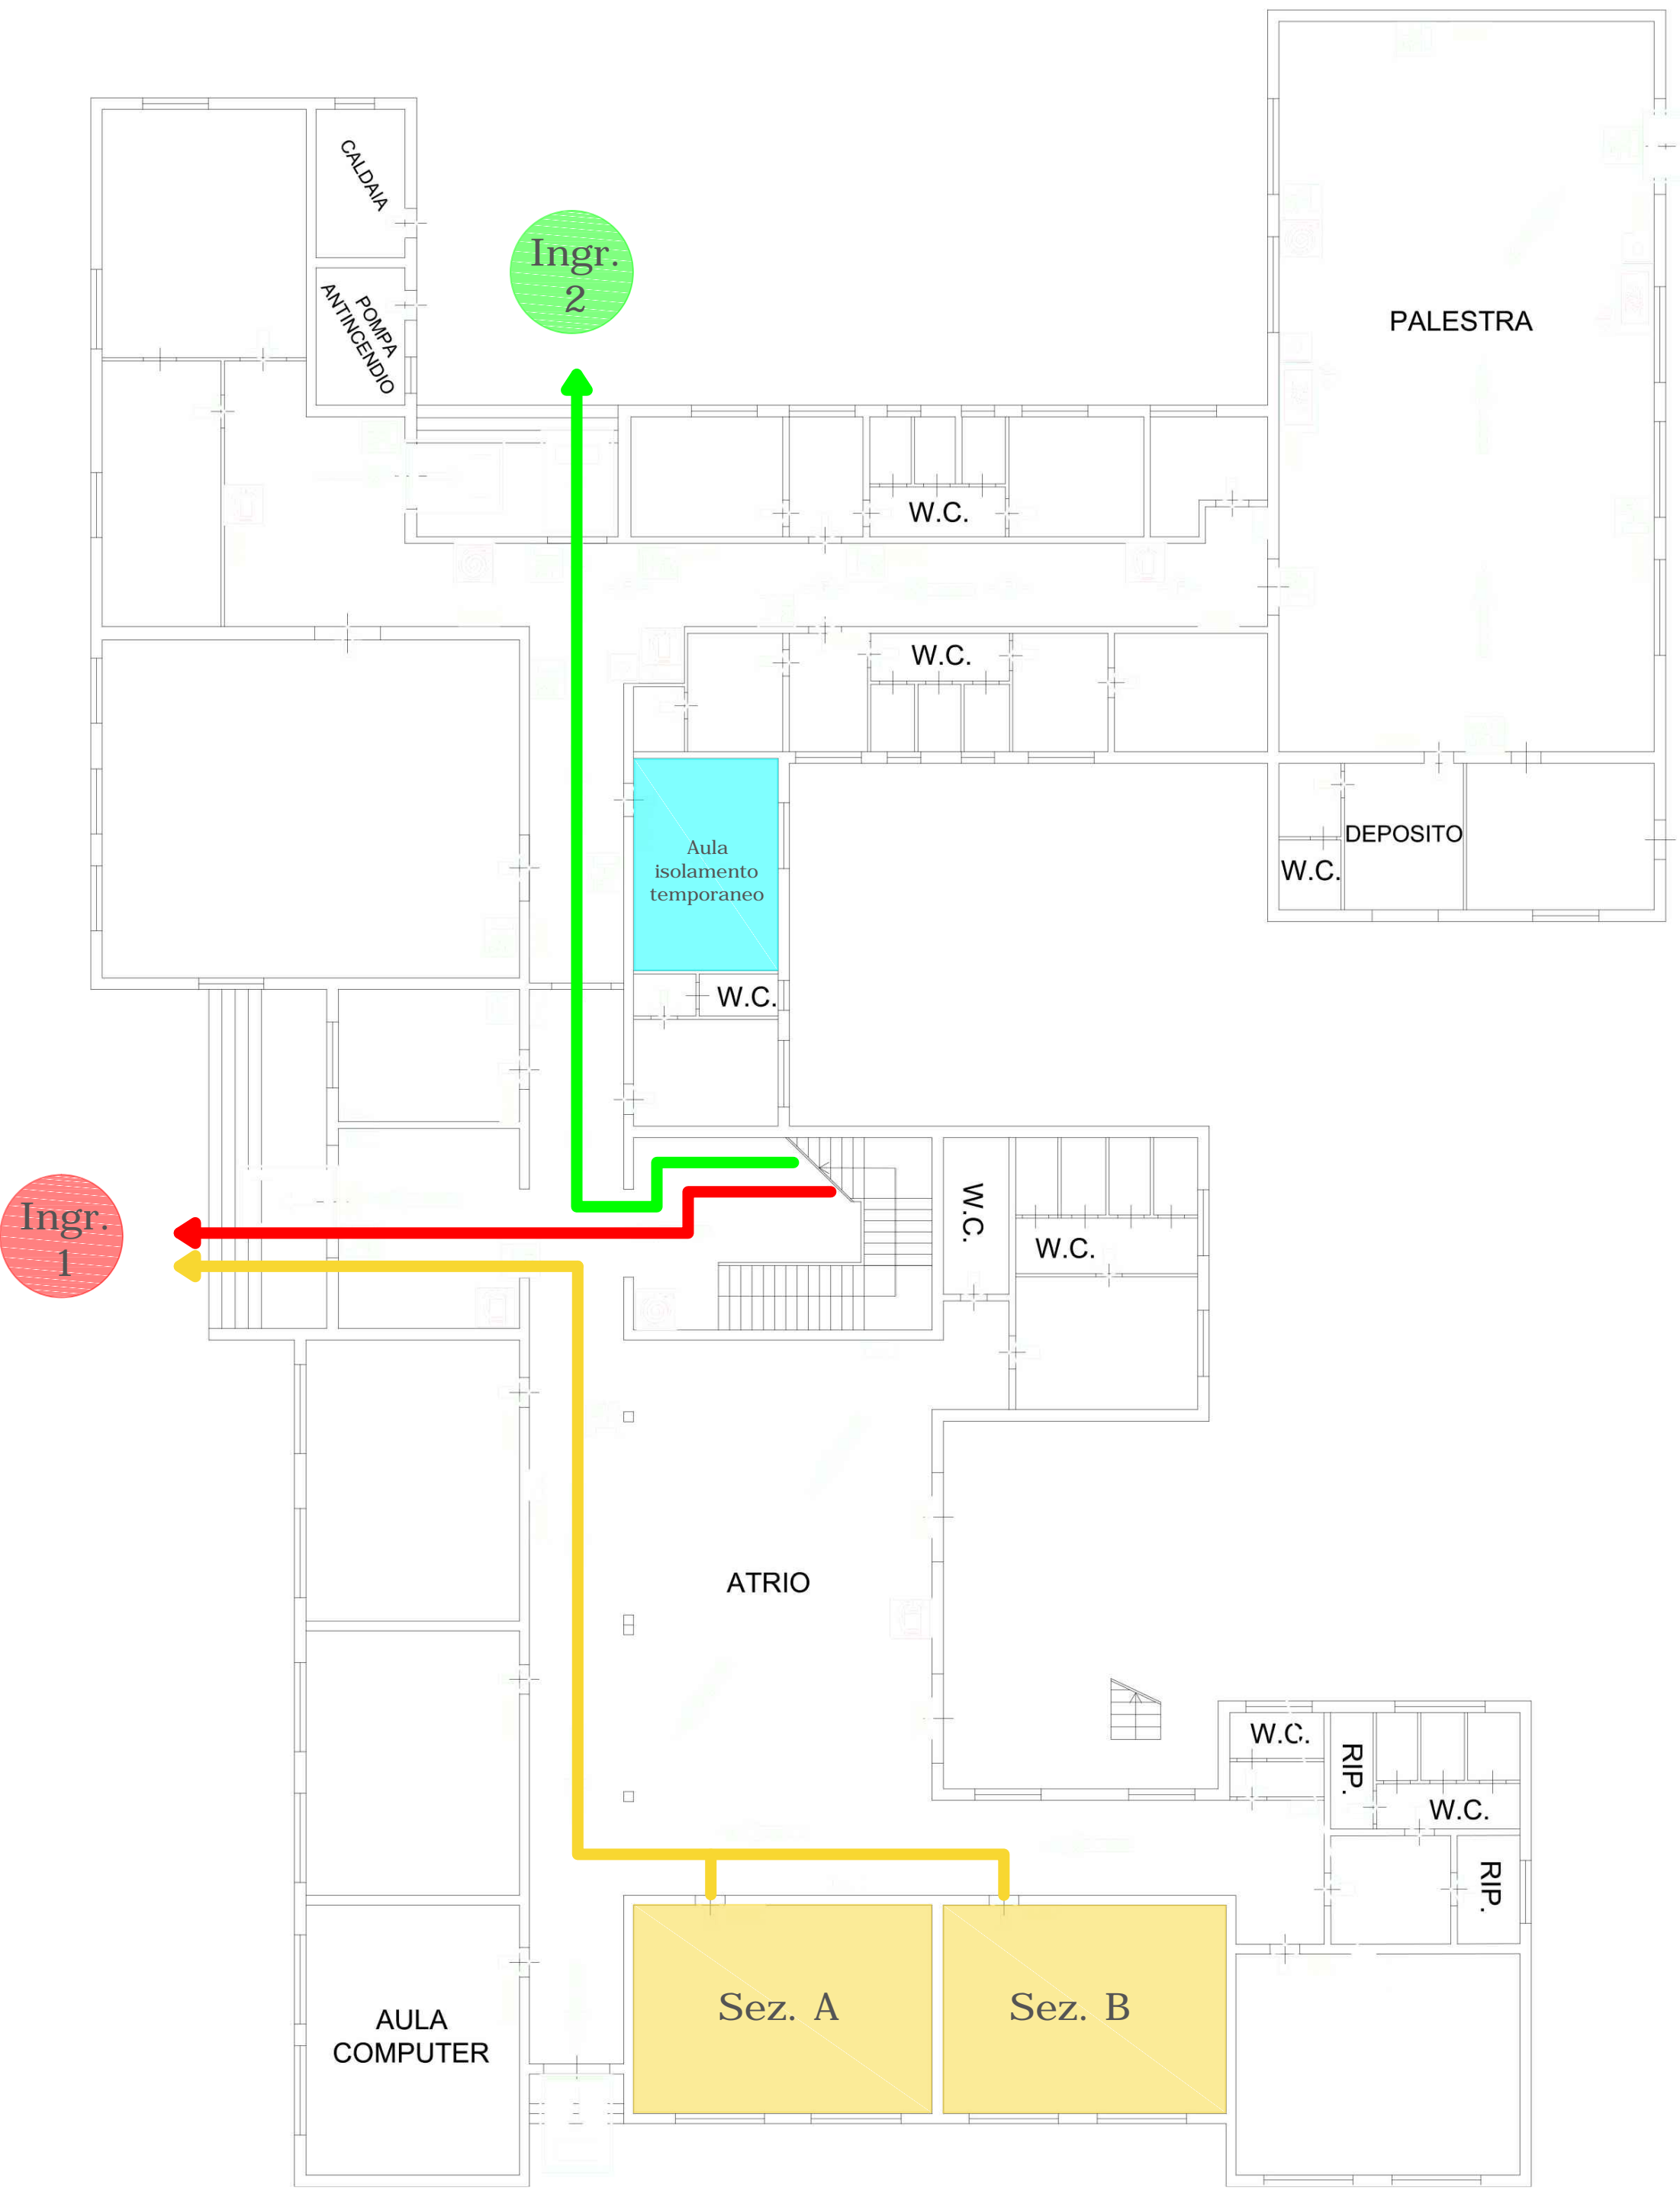 CALDAIA
Ingr.
2
POMPA
ANTINCENDIO
PALESTRA
W.C.
W.C.
Aula
isolamento
temporaneo
DEPOSITO
W.C.
W.C.
Ingr.
1
W.C.
W.C.
ATRIO
W.C.
RIP.
W.C.
RIP.
Sez. A
Sez. B
AULA
COMPUTER